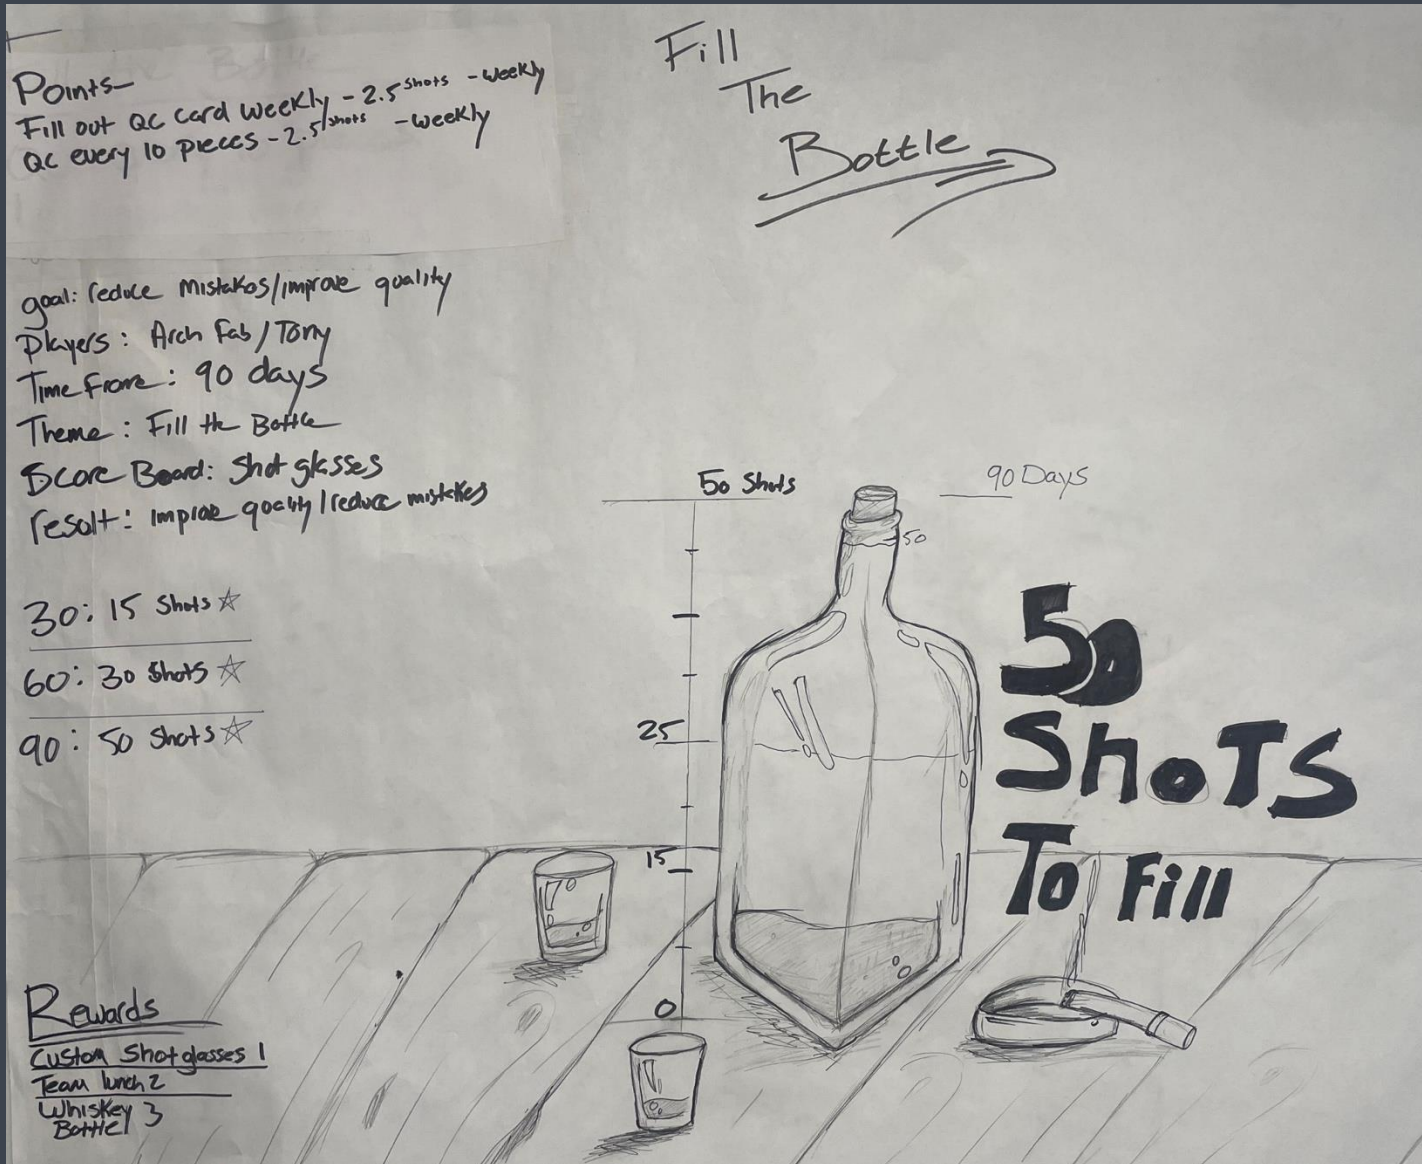 Fill
The
Bottle
Points-
Fill out QC card weekly - 2.5 shots - weekly
QC every 10 pieces - 2.5 shots - weekly
goal: reduce mistakes/improve quality
Players: Arch Fab/Tony
Time Frame: 90 days
Theme: Fill the Bottle
Score Board: Shot glasses
result: improve quality/reduce mistakes
30: 15 Shots
60: 30 Shots
90: 50 Shots
50 Shots
90 Days
50
25
15
0
50
ShoTS
To Fill
Rewards
Custom Shotglasses 1
Team lunch 2
Whiskey 3
Bottle